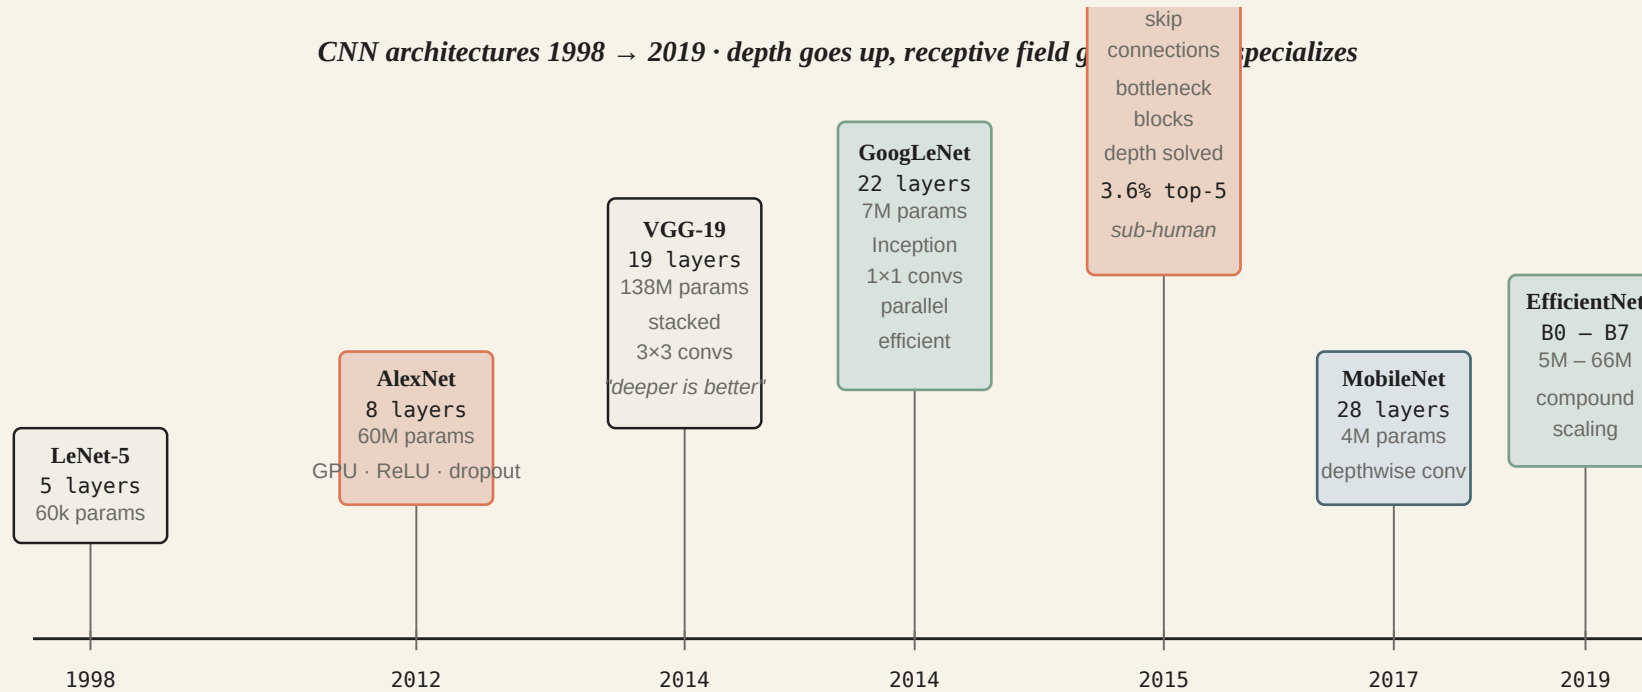 CNN architectures 1998 → 2019 · depth goes up, receptive field g specializes
LeNet-5
5 layers
60k params
AlexNet
8 layers
60M params
GPU · ReLU · dropout
VGG-19
19 layers
138M params
stacked
3×3 convs
"deeper is better"
GoogLeNet
22 layers
7M params
Inception
1×1 convs
parallel
efficient
skip
connections
bottleneck
blocks
depth solved
3.6% top-5
sub-human
MobileNet
28 layers
4M params
depthwise conv
EfficientNet
B0 – B7
5M – 66M
compound
scaling
1998
2012
2014
2014
2015
2017
2019